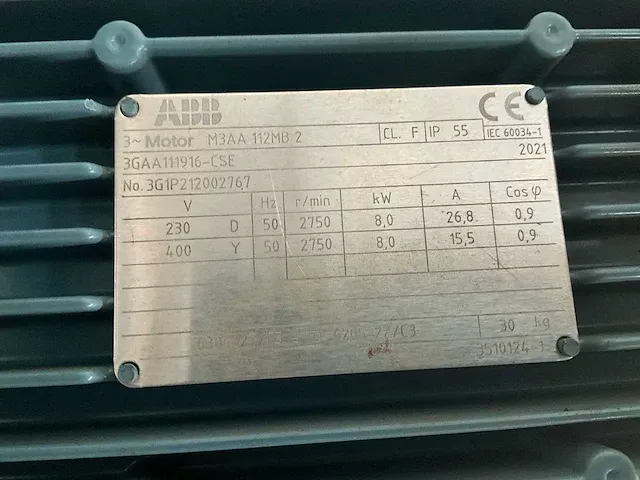 ABB CE
3~ Motor M3AA 112MB 2 CL. F IP 55 IEC 60034-1
3GAA111916-CSE 2021
No. 3G1P212002767
V Hz r/min kW A Cos φ
230 D 50 2750 8,0 26,8 0,9
400 Y 50 2750 8,0 15,5 0,9
30 kg
3510124-1